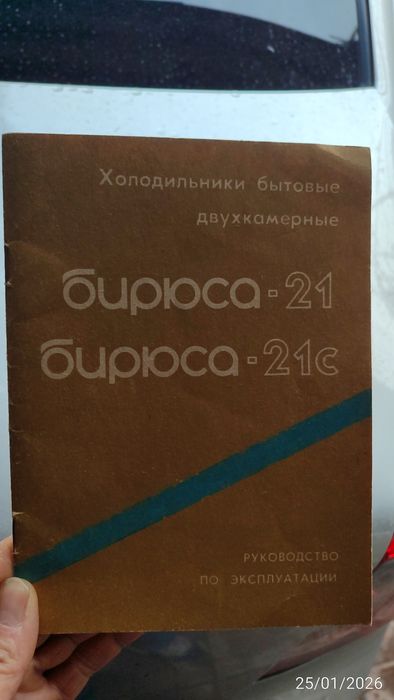 Холодильники бытовые
двухкамерные
бирюса-21
бирюса-21с
РУКОВОДСТВО
ПО ЭКСПЛУАТАЦИИ
25/01/2026